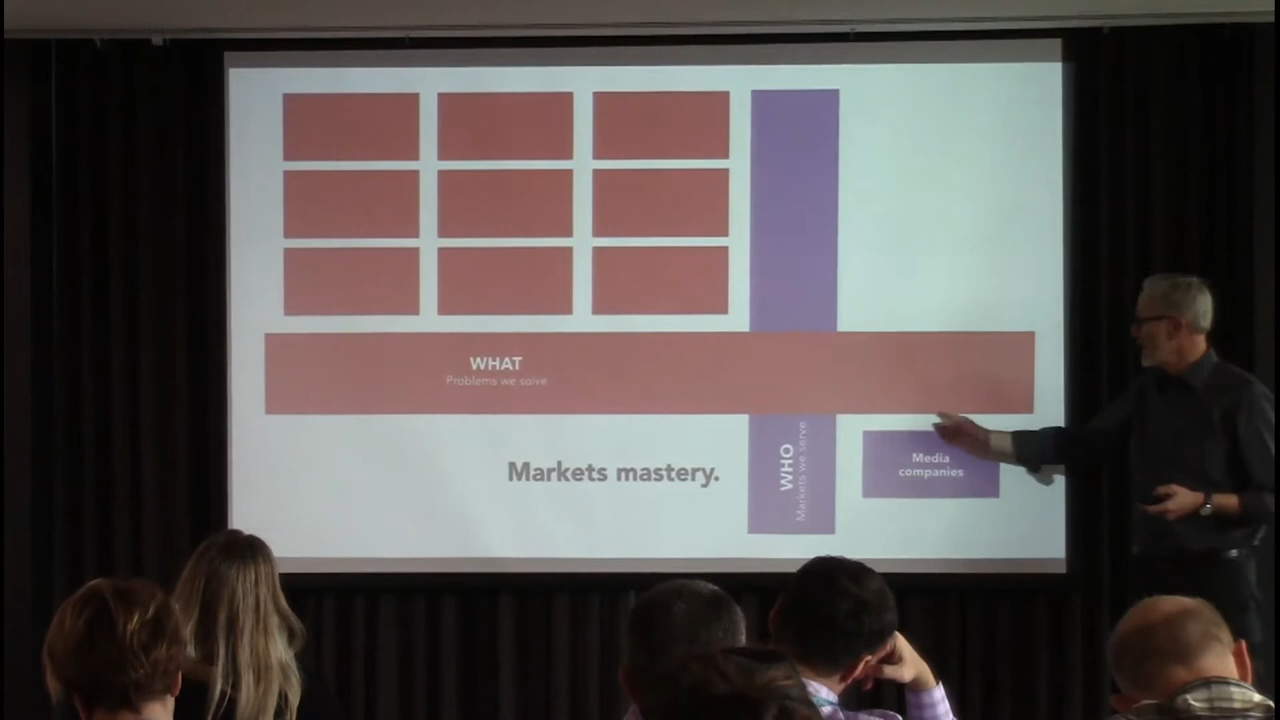 WHAT
Problems we solve
Markets mastery.
WHO
Markets we serve
Media
companies